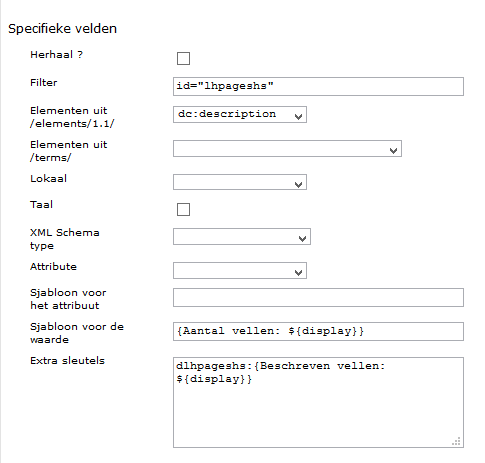 Specifieke velden
Herhaal ?
Filter
id="lhpageshs"
Elementen uit
/elements/1.1/
dc:description
Elementen uit
/terms/
Lokaal
Taal
XML Schema
type
Attribute
Sjabloon voor
het attribuut
Sjabloon voor de
waarde
{Aantal vellen: ${display}}
Extra sleutels
dlhpageshs:{Beschreven vellen:
${display}}